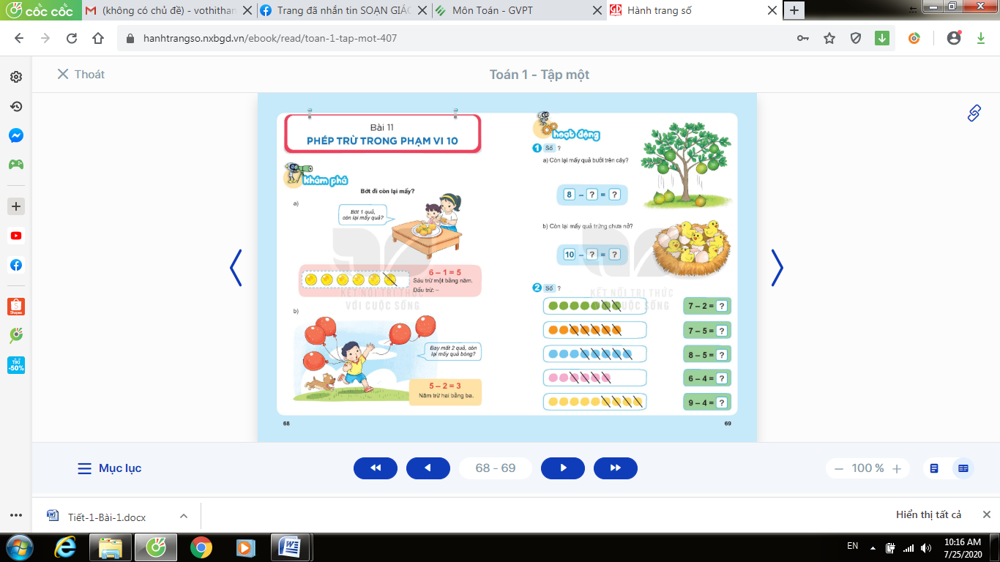 cốc cốc
(không có chủ đề) - vothithan
Trang đã nhắn tin SOẠN GIÁO
Môn Toán - GVPT
Hành trang số
hanhtrangso.nxbgd.vn/ebook/read/toan-1-tap-mot-407
Thoát
Toán 1 - Tập một
Bài 11
PHÉP TRỪ TRONG PHẠM VI 10
khám phá
Bớt đi còn lại mấy?
a)
Bớt 1 quả,
còn lại mấy quả?
6 – 1 = 5
Sáu trừ một bằng năm.
Dấu trừ: –
b)
Bay mất 2 quả, còn
lại mấy quả bóng?
5 – 2 = 3
Năm trừ hai bằng ba.
68
hoạt động
1 Số ?
a) Còn lại mấy quả bưởi trên cây?
8 – ? = ?
b) Còn lại mấy quả trứng chưa nở?
10 – ? = ?
2 Số ?
7 – 2 = ?
7 – 5 = ?
8 – 5 = ?
6 – 4 = ?
9 – 4 = ?
69
KẾT NỐI TRI THỨC
VỚI CUỘC SỐNG
KẾT NỐI TRI THỨC
CUỘC SỐNG
Shopee
TIKI
-50%
Mục lục
68 - 69
100 %
Tiết-1-Bài-1.docx
Hiển thị tất cả
EN
10:16 AM
7/25/2020